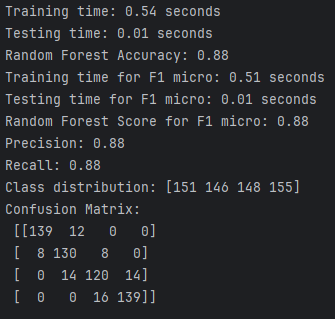 Training time: 0.54 seconds
Testing time: 0.01 seconds
Random Forest Accuracy: 0.88
Training time for F1 micro: 0.51 seconds
Testing time for F1 micro: 0.01 seconds
Random Forest Score for F1 micro: 0.88
Precision: 0.88
Recall: 0.88
Class distribution: [151 146 148 155]
Confusion Matrix:
 [[139  12   0   0]
 [  8 130   8   0]
 [  0  14 120  14]
 [  0   0  16 139]]